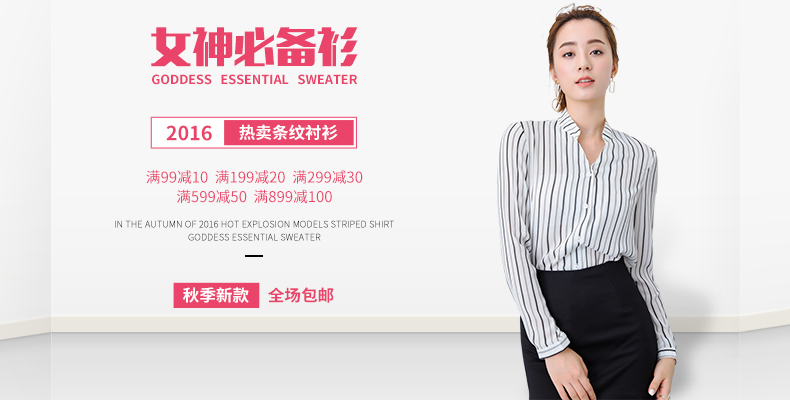 女神必备衫
GODDESS ESSENTIAL SWEATER
2016 热卖条纹衬衫
满99减10 满199减20 满299减30
满599减50 满899减100
IN THE AUTUMN OF 2016 HOT EXPLOSION MODELS STRIPED SHIRT
GODDESS ESSENTIAL SWEATER
秋季新款 全场包邮